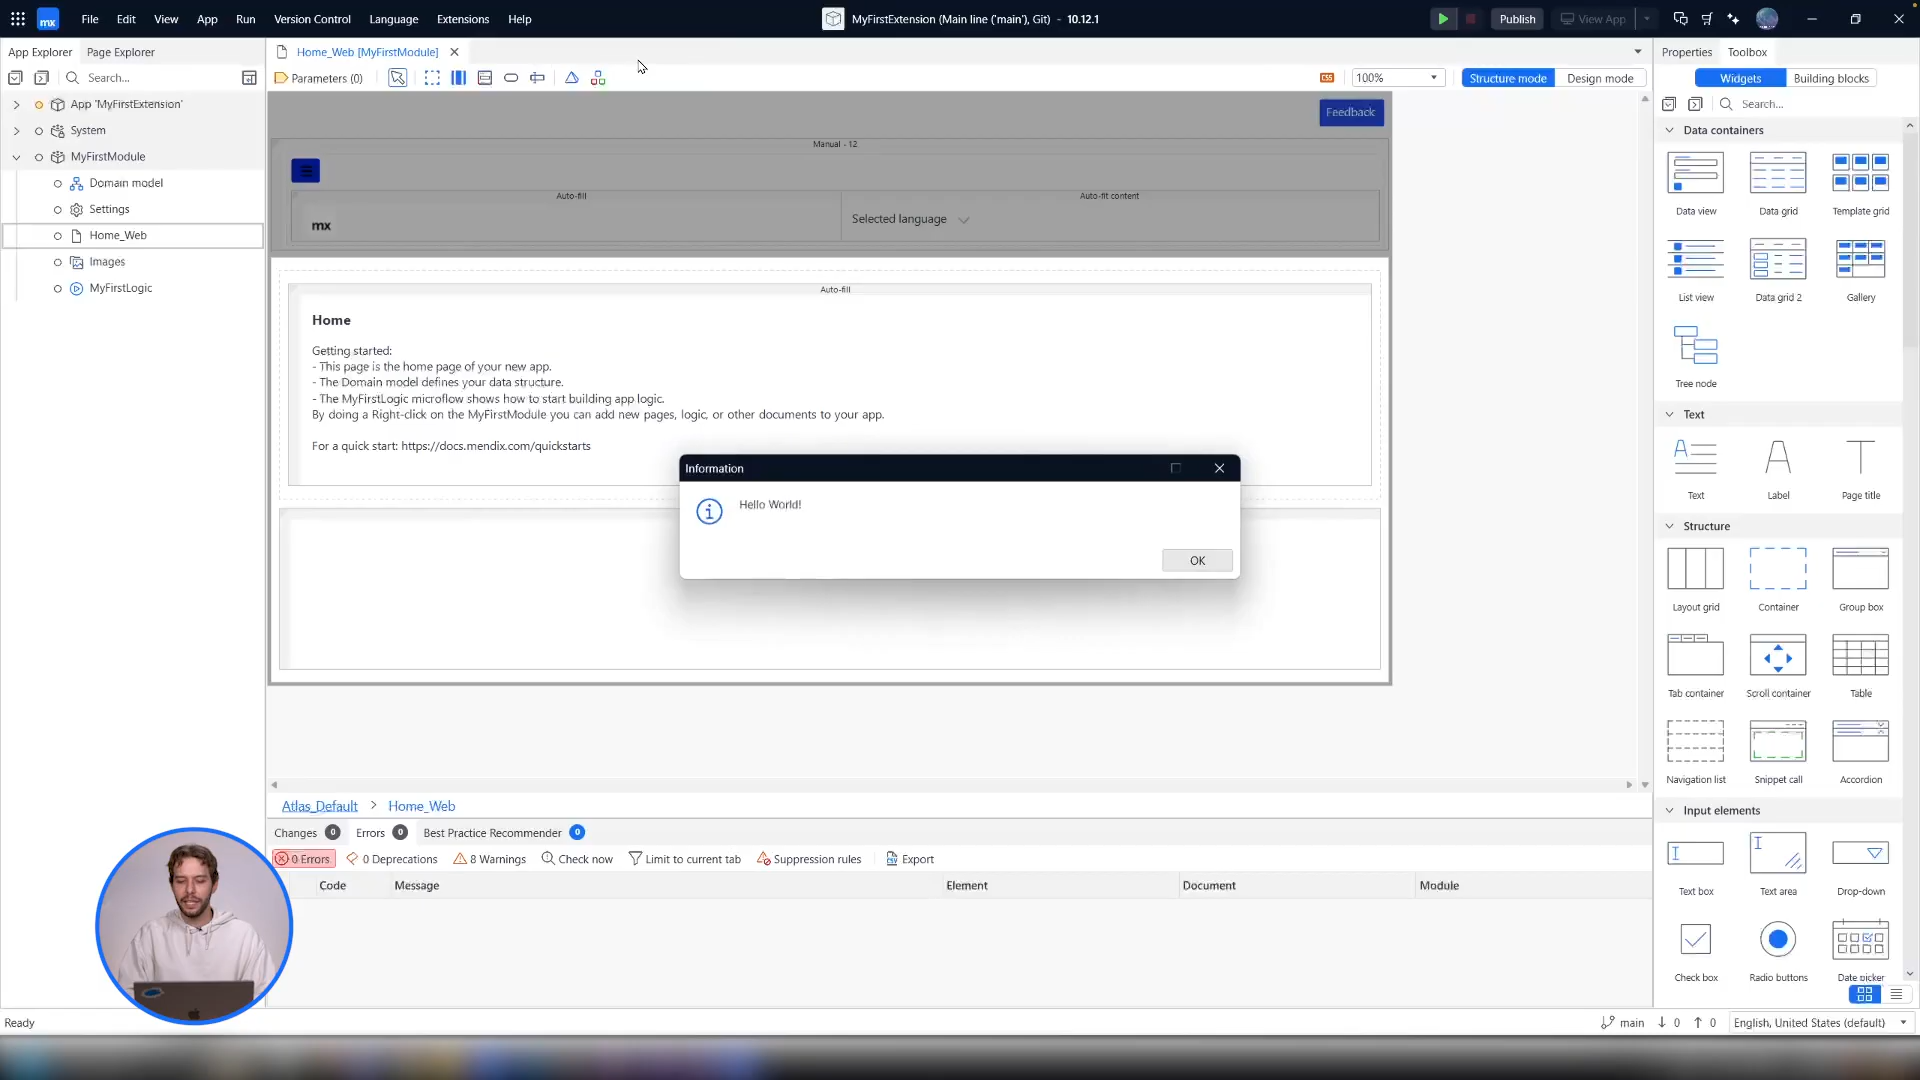 mx
File Edit View App Run Version Control Language Extensions Help
MyFirstExtension (Main line ('main'), Git) - 10.12.1
Publish
View App
App Explorer
Page Explorer
Home_Web [MyFirstModule]
Properties
Toolbox
Search...
Parameters (0)
CSS
100%
Structure mode
Design mode
Widgets
Building blocks
App 'MyFirstExtension'
System
MyFirstModule
Domain model
Settings
Home_Web
Images
MyFirstLogic
Feedback
Manual - 12
Auto-fill
Auto-fit content
mx
Selected language
Auto-fill
Home
Getting started:
- This page is the home page of your new app.
- The Domain model defines your data structure.
- The MyFirstLogic microflow shows how to start building app logic.
By doing a Right-click on the MyFirstModule you can add new pages, logic, or other documents to your app.
For a quick start: https://docs.mendix.com/quickstarts
Information
Hello World!
OK
Search...
Data containers
Data view
Data grid
Template grid
List view
Data grid 2
Gallery
Tree node
Text
Text
Label
Page title
Structure
Layout grid
Container
Group box
Tab container
Scroll container
Table
Navigation list
Snippet call
Accordion
Input elements
Text box
Text area
Drop-down
Check box
Radio buttons
Date picker
Atlas_Default > Home_Web
Changes 0
Errors 0
Best Practice Recommender 0
0 Errors
0 Deprecations
8 Warnings
Check now
Limit to current tab
Suppression rules
Export
Code
Message
Element
Document
Module
Ready
main
0
0
English, United States (default)